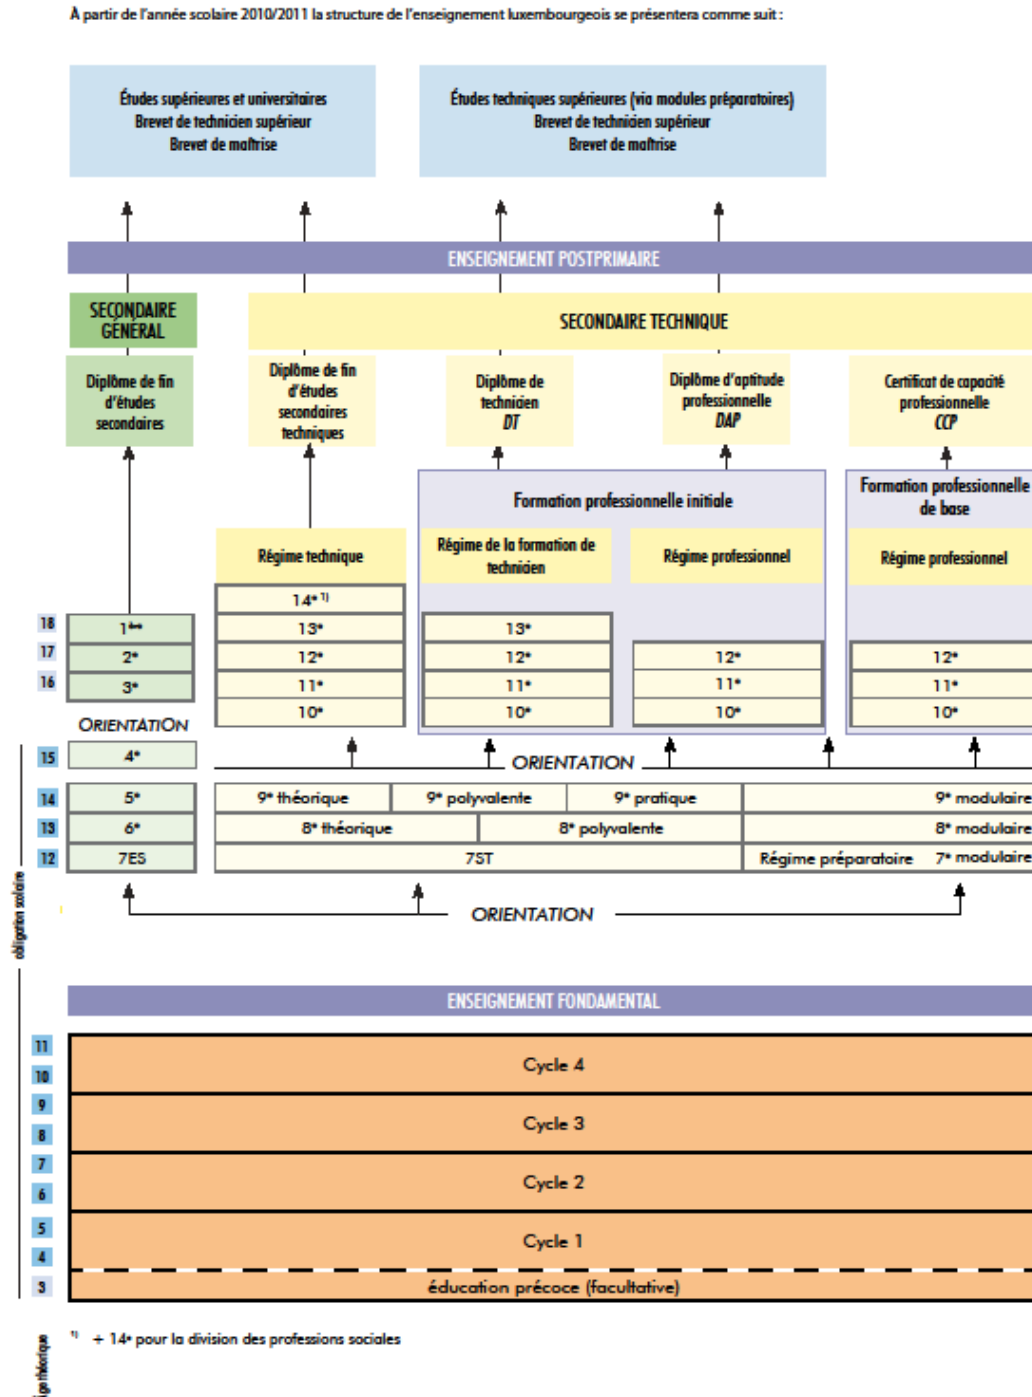 À partir de l'année scolaire 2010/2011 la structure de l'enseignement luxembourgeois se présentera comme suit :
Études supérieures et universitaires
Brevet de technicien supérieur
Brevet de maîtrise
Études techniques supérieures (via modules préparatoires)
Brevet de technicien supérieur
Brevet de maîtrise
ENSEIGNEMENT POSTPRIMAIRE
SECONDAIRE
GÉNÉRAL
SECONDAIRE TECHNIQUE
Diplôme de fin
d'études
secondaires
Diplôme de fin
d'études
secondaires
techniques
Diplôme de
technicien
DT
Diplôme d'aptitude
professionnelle
DAP
Certificat de capacité
professionnelle
CCP
Formation professionnelle initiale
Formation professionnelle
de base
Régime technique
Régime de la formation de
technicien
Régime professionnel
Régime professionnel
14e 1)
18 1ère 13e 13e
17 2e 12e 12e 12e 12e
16 3e 11e 11e 11e 11e
10e 10e 10e 10e
ORIENTATION
15 4e
ORIENTATION
14 5e 9e théorique 9e polyvalente 9e pratique 9e modulaire
13 6e 8e théorique 8e polyvalente 8e modulaire
12 7ES 7ST Régime préparatoire 7e modulaire
ORIENTATION
obligation scolaire
ENSEIGNEMENT FONDAMENTAL
11
10
Cycle 4
9
8
Cycle 3
7
6
Cycle 2
5
4
Cycle 1
3 éducation précoce (facultative)
1) + 14e pour la division des professions sociales
théorique